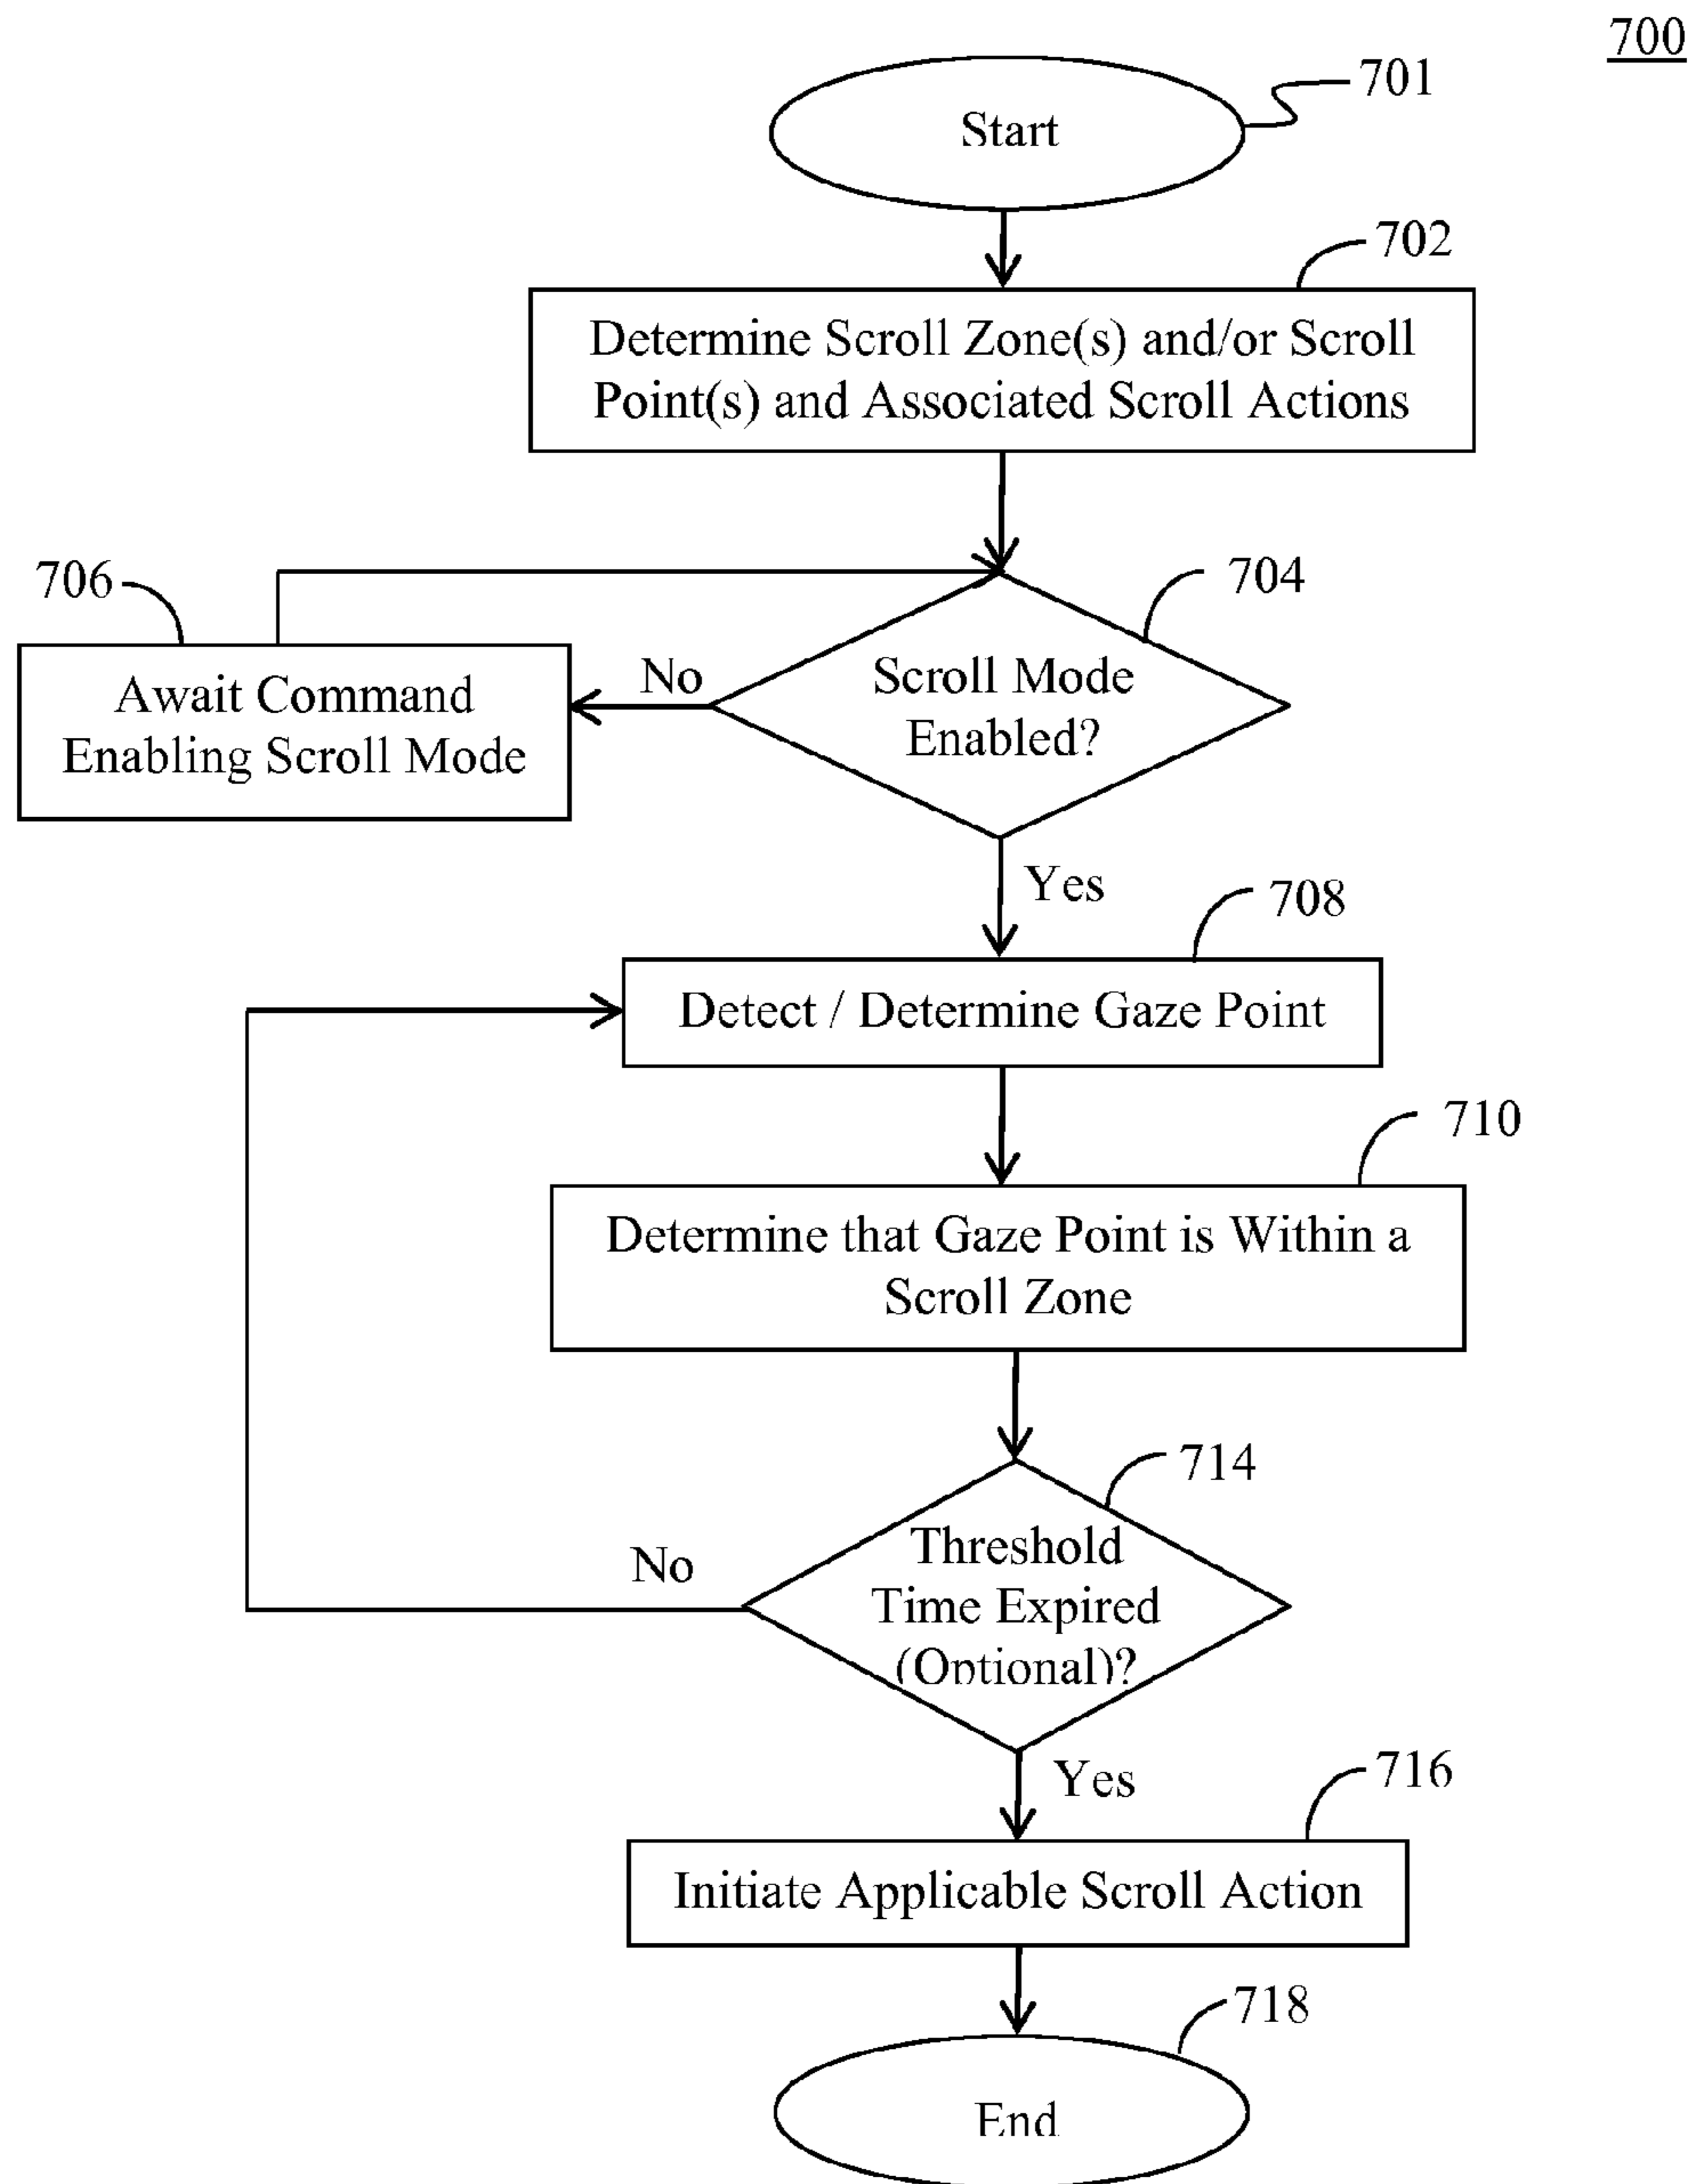 700
701
Start
702
Determine Scroll Zone(s) and/or Scroll
Point(s) and Associated Scroll Actions
706
704
Await Command
Enabling Scroll Mode
No
Scroll Mode
Enabled?
Yes
708
Detect / Determine Gaze Point
710
Determine that Gaze Point is Within a
Scroll Zone
714
No
Threshold
Time Expired
(Optional)?
Yes
716
Initiate Applicable Scroll Action
718
End